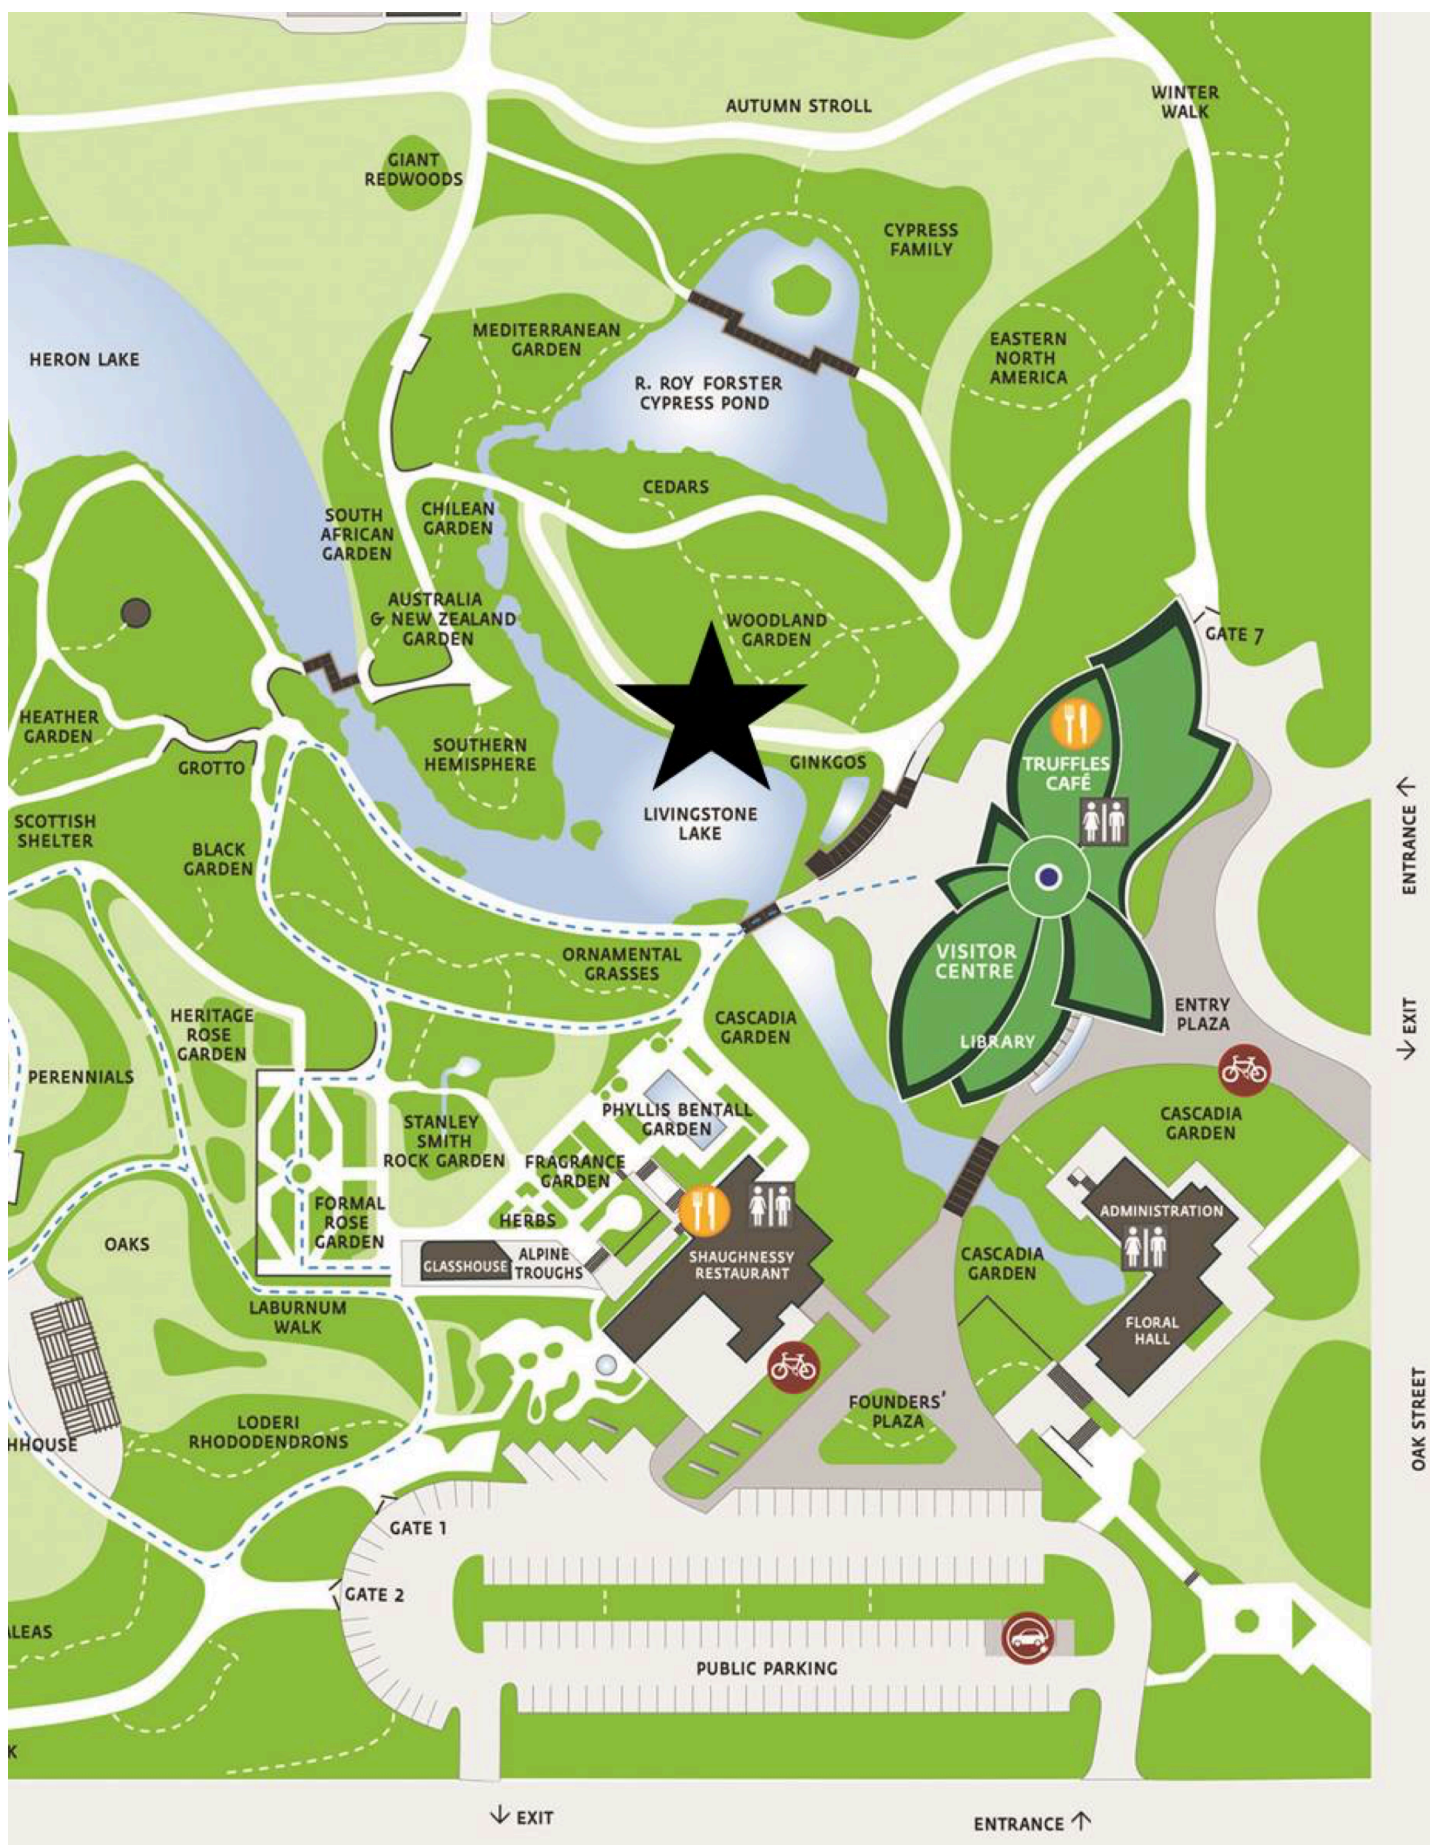 AUTUMN STROLL
WINTER
WALK
GIANT
REDWOODS
CYPRESS
FAMILY
HERON LAKE
MEDITERRANEAN
GARDEN
EASTERN
NORTH
AMERICA
R. ROY FORSTER
CYPRESS POND
CEDARS
SOUTH
AFRICAN
GARDEN
CHILEAN
GARDEN
AUSTRALIA
& NEW ZEALAND
GARDEN
WOODLAND
GARDEN
GATE 7
HEATHER
GARDEN
GROTTO
SOUTHERN
HEMISPHERE
GINKGOS
TRUFFLES
CAFÉ
SCOTTISH
SHELTER
LIVINGSTONE
LAKE
BLACK
GARDEN
ENTRANCE
ORNAMENTAL
GRASSES
VISITOR
CENTRE
HERITAGE
ROSE
GARDEN
CASCADIA
GARDEN
ENTRY
PLAZA
EXIT
LIBRARY
PERENNIALS
PHYLLIS BENTALL
GARDEN
STANLEY
SMITH
ROCK GARDEN
CASCADIA
GARDEN
FRAGRANCE
GARDEN
FORMAL
ROSE
GARDEN
HERBS
OAKS
ADMINISTRATION
GLASSHOUSE
ALPINE
TROUGHS
SHAUGHNESSY
RESTAURANT
CASCADIA
GARDEN
LABURNUM
WALK
FLORAL
HALL
FOUNDERS'
PLAZA
OAK STREET
LODERI
RHODODENDRONS
HHOUSE
GATE 1
GATE 2
LEAS
PUBLIC PARKING
K
EXIT
ENTRANCE